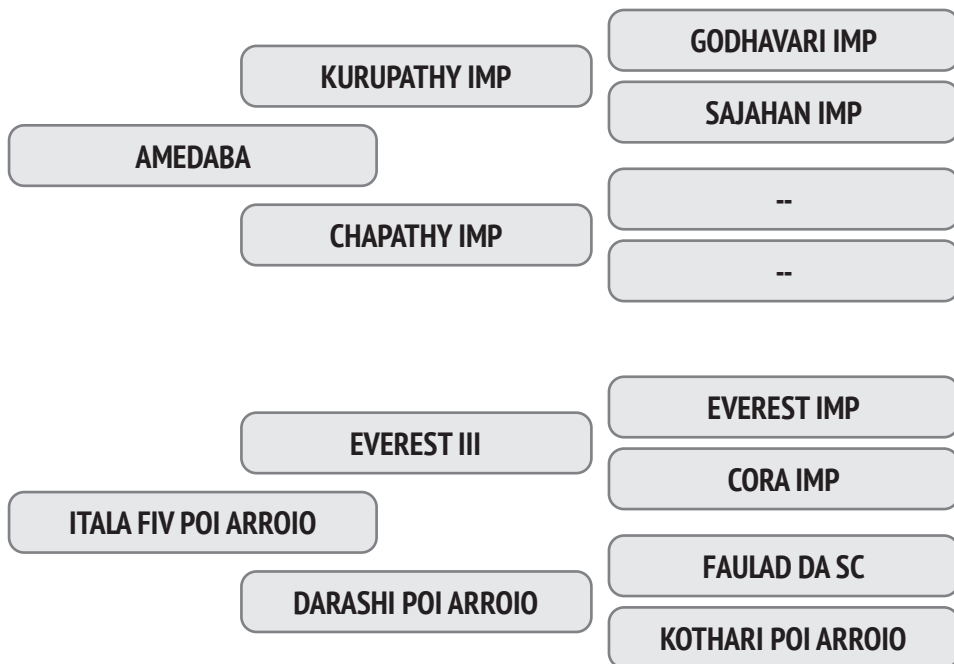 GODHAVARI IMP
KURUPATHY IMP
SAJAHAN IMP
AMEDABA
--
CHAPATHY IMP
--
EVEREST IMP
EVEREST III
CORA IMP
ITALA FIV POI ARROIO
FAULAD DA SC
DARASHI POI ARROIO
KOTHARI POI ARROIO